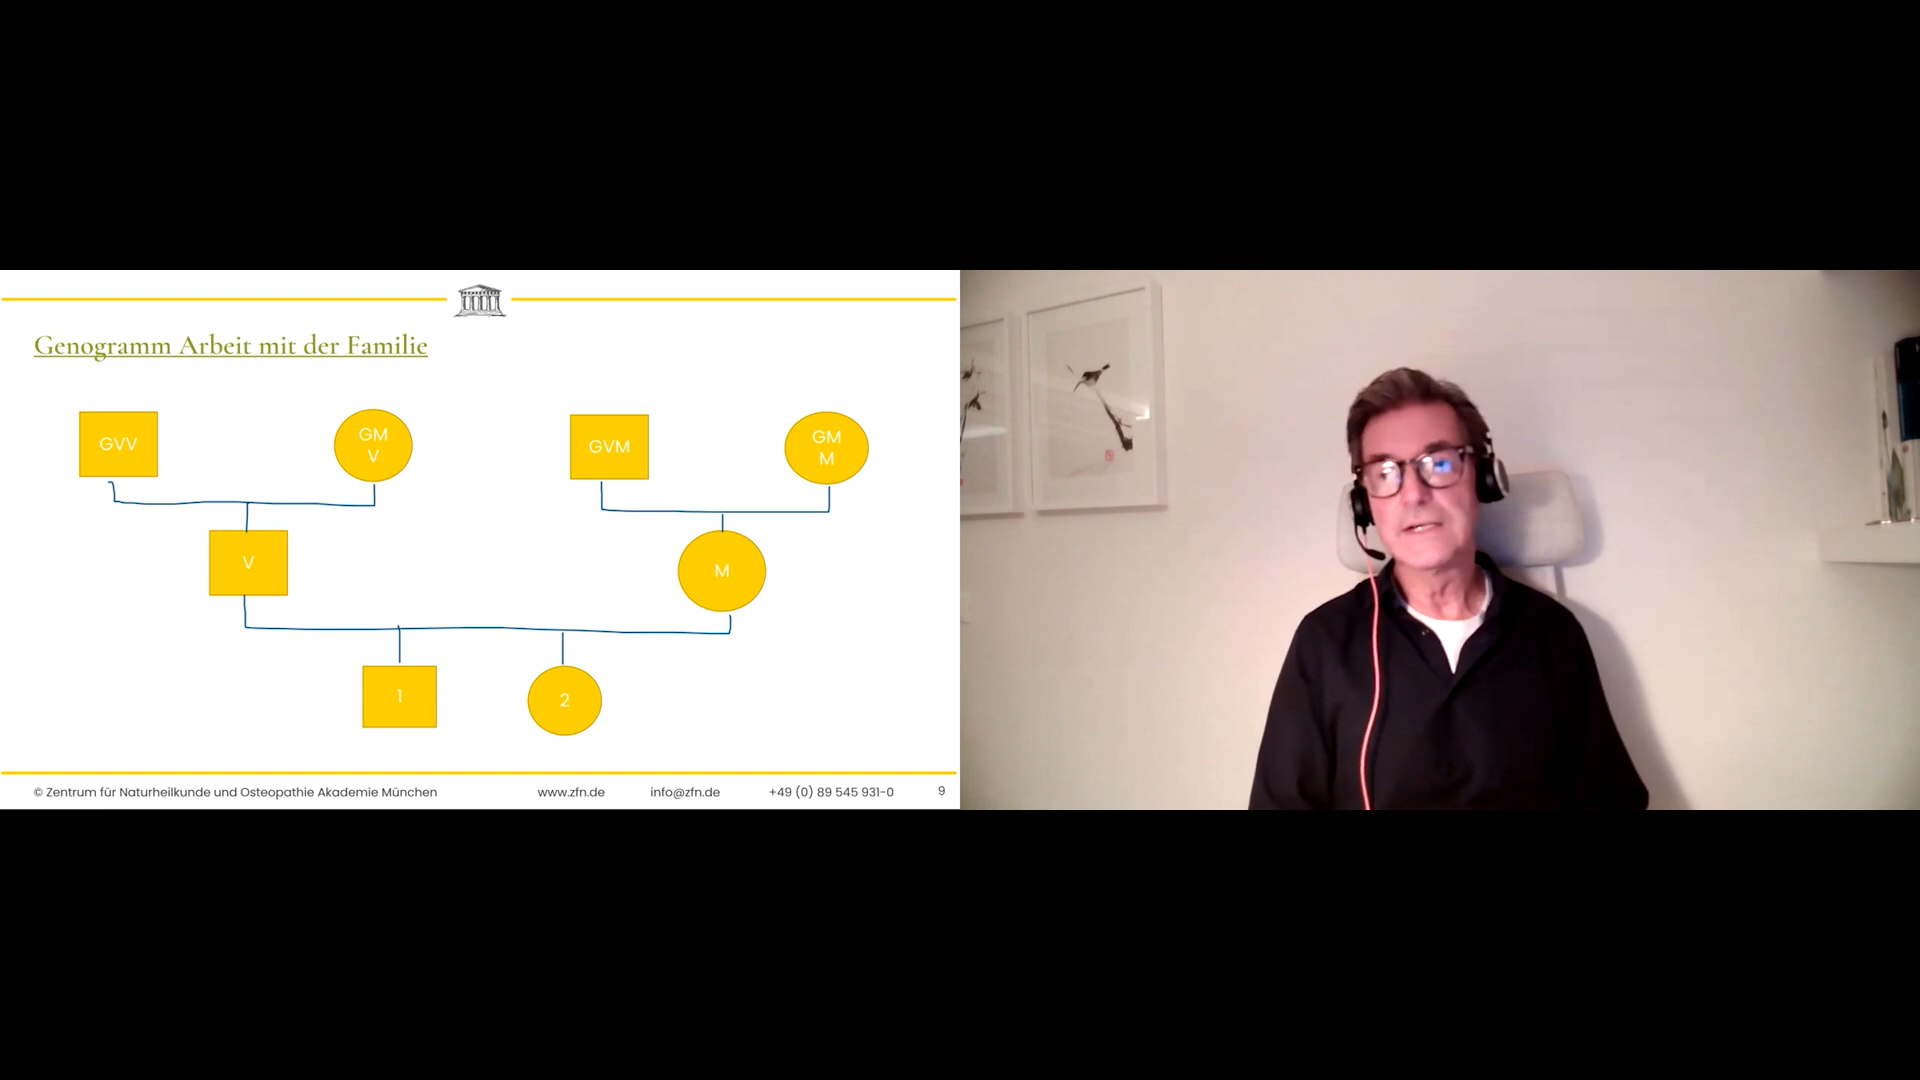 Genogramm Arbeit mit der Familie
GVV
GM
V
GVM
GM
M
V
M
1
2
© Zentrum für Naturheilkunde und Osteopathie Akademie München www.zfn.de info@zfn.de +49 (0) 89 545 931-0 9